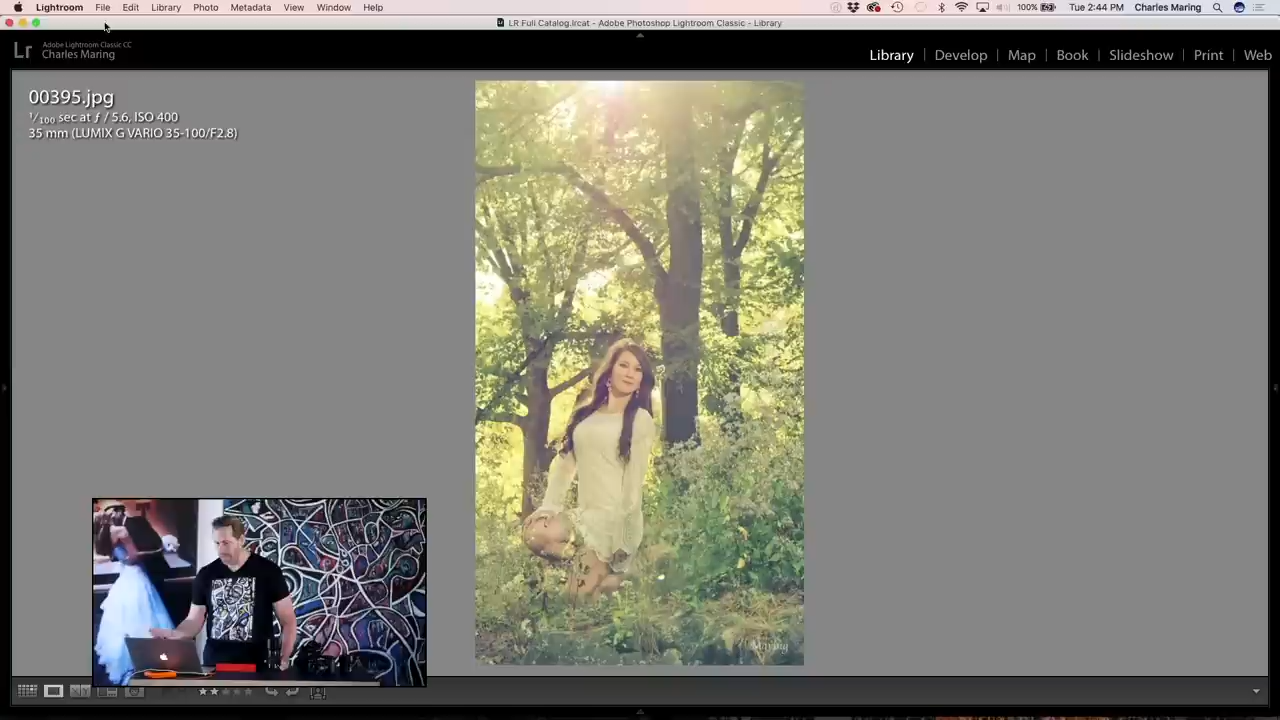 Lightroom File Edit Library Photo Metadata View Window Help 100% Tue 2:44 PM Charles Maring
LR Full Catalog.lrcat - Adobe Photoshop Lightroom Classic - Library
Lr Adobe Lightroom Classic CC
Charles Maring
Library | Develop | Map | Book | Slideshow | Print | Web
00395.jpg
1/100 sec at ƒ / 5.6, ISO 400
35 mm (LUMIX G VARIO 35-100/F2.8)
Maring